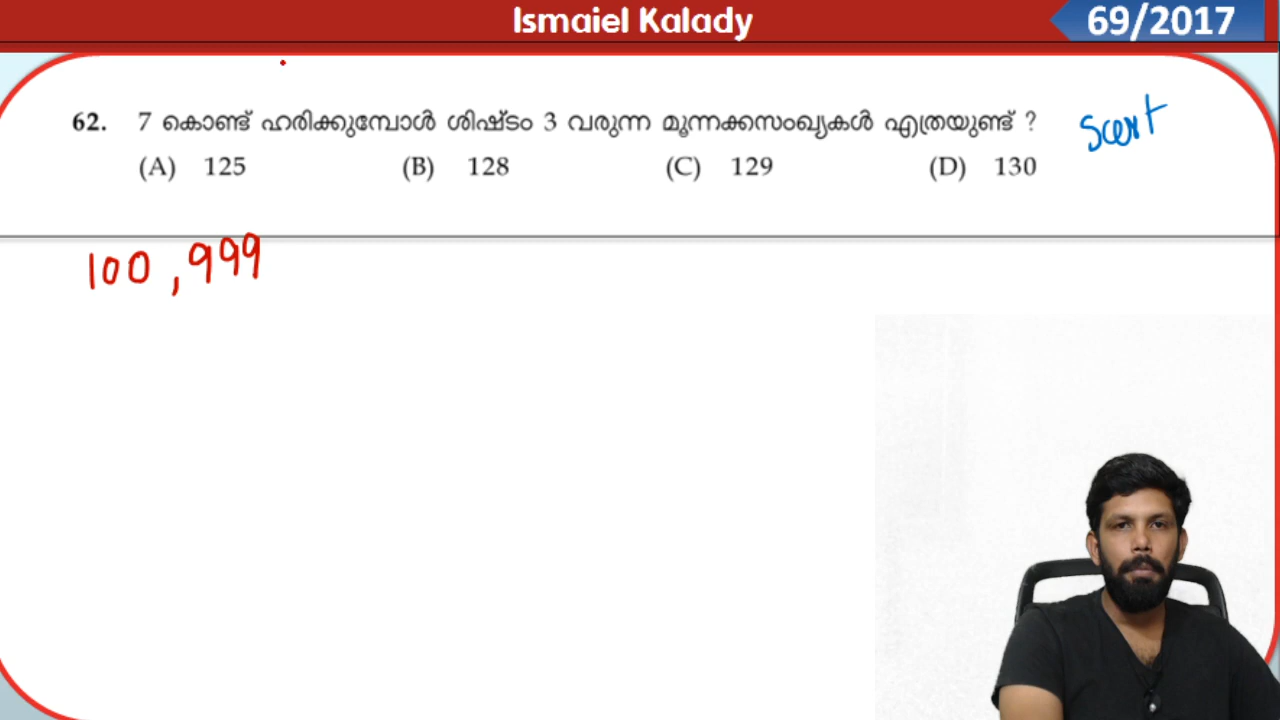 Ismaiel Kalady
69/2017
62. 7 കൊണ്ട് ഹരിക്കുമ്പോൾ ശിഷ്ടം 3 വരുന്ന മൂന്നക്കസംഖ്യകൾ എത്രയുണ്ട് ?
Scert
(A) 125 (B) 128 (C) 129 (D) 130
100, 999